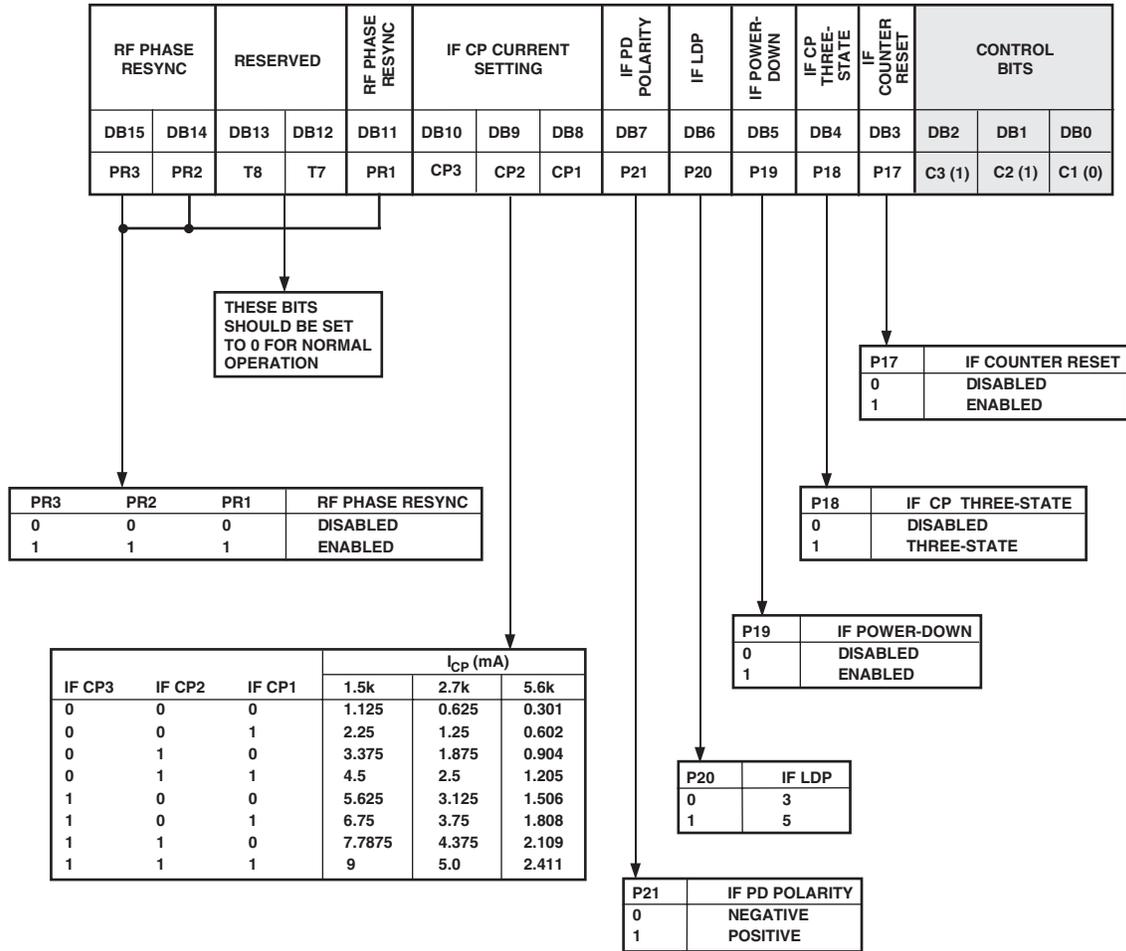 RF PHASE RESYNC
RESERVED
RF PHASE RESYNC
IF CP CURRENT SETTING
IF PD POLARITY
IF LDP
IF POWER-DOWN
IF CP THREE-STATE
IF COUNTER RESET
CONTROL BITS
DB15 DB14 DB13 DB12 DB11 DB10 DB9 DB8 DB7 DB6 DB5 DB4 DB3 DB2 DB1 DB0
PR3 PR2 T8 T7 PR1 CP3 CP2 CP1 P21 P20 P19 P18 P17 C3 (1) C2 (1) C1 (0)
THESE BITS
SHOULD BE SET
TO 0 FOR NORMAL
OPERATION
P17 IF COUNTER RESET
0 DISABLED
1 ENABLED
PR3 PR2 PR1 RF PHASE RESYNC
0 0 0 DISABLED
1 1 1 ENABLED
P18 IF CP THREE-STATE
0 DISABLED
1 THREE-STATE
P19 IF POWER-DOWN
0 DISABLED
1 ENABLED
ICP (mA)
IF CP3 IF CP2 IF CP1 1.5k 2.7k 5.6k
0 0 0 1.125 0.625 0.301
0 0 1 2.25 1.25 0.602
0 1 0 3.375 1.875 0.904
0 1 1 4.5 2.5 1.205
1 0 0 5.625 3.125 1.506
1 0 1 6.75 3.75 1.808
1 1 0 7.7875 4.375 2.109
1 1 1 9 5.0 2.411
P20 IF LDP
0 3
1 5
P21 IF PD POLARITY
0 NEGATIVE
1 POSITIVE